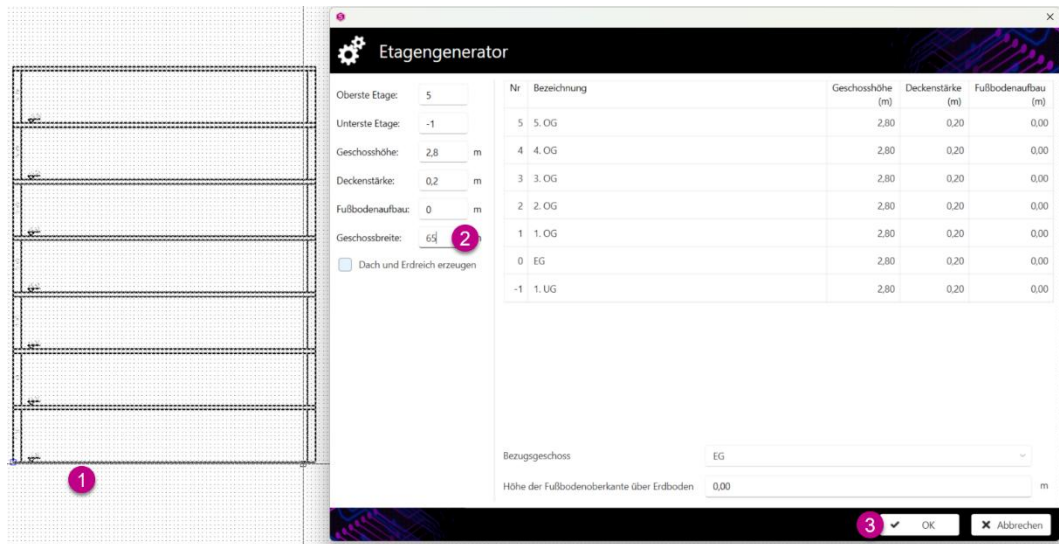 Etagengenerator
Oberste Etage: 5
Unterste Etage: -1
Geschosshöhe: 2,8 m
Deckenstärke: 0,2 m
Fußbodenaufbau: 0 m
Geschossbreite: 65 2
Dach und Erdreich erzeugen
Nr Bezeichnung Geschosshöhe (m) Deckenstärke (m) Fußbodenaufbau (m)
5 5. OG 2,80 0,20 0,00
4 4. OG 2,80 0,20 0,00
3 3. OG 2,80 0,20 0,00
2 2. OG 2,80 0,20 0,00
1 1. OG 2,80 0,20 0,00
0 EG 2,80 0,20 0,00
-1 1. UG 2,80 0,20 0,00
1
Bezugsgeschoss EG
Höhe der Fußbodenoberkante über Erdboden 0,00 m
3 OK Abbrechen